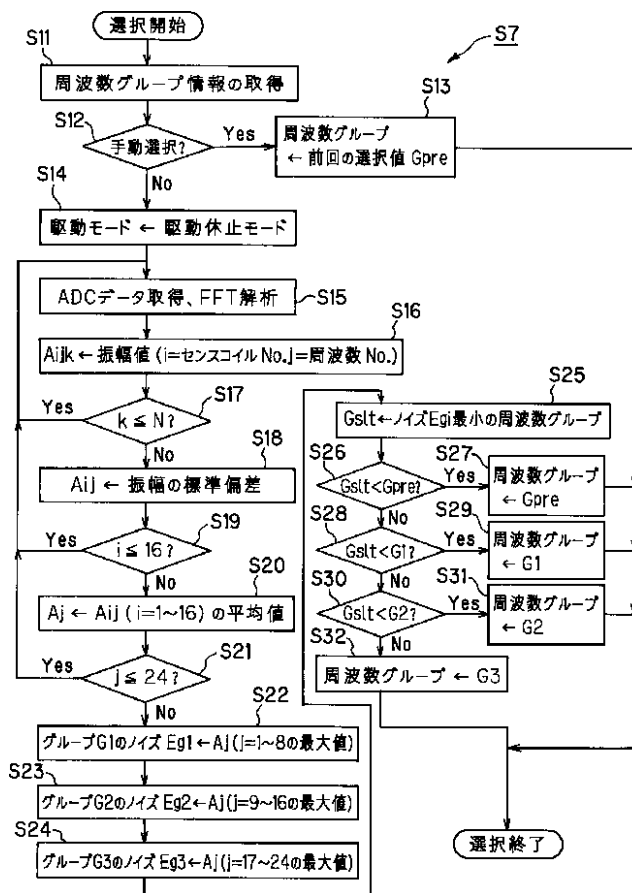 選択開始
S7
S11
周波数グループ情報の取得
S12
手動選択?
Yes
No
S13
周波数グループ
← 前回の選択値 Gpre
S14
駆動モード ← 駆動休止モード
ADCデータ取得、FFT解析
S15
S16
Aijk ← 振幅値 (i=センスコイル No.j=周波数 No.)
S17
k ≤ N?
Yes
No
S18
Aij ← 振幅の標準偏差
S19
i ≤ 16?
Yes
No
S20
Aj ← Aij (i=1~16) の平均値
S21
j ≤ 24?
Yes
No
S22
グループG1のノイズ Eg1 ← Aj(j=1~8の最大値)
S23
グループG2のノイズ Eg2 ← Aj(j=9~16の最大値)
S24
グループG3のノイズ Eg3 ← Aj(j=17~24の最大値)
S25
Gslt←ノイズEgi最小の周波数グループ
S26
Gslt<Gpre?
Yes
No
S27
周波数グループ
← Gpre
S28
Gslt<G1?
Yes
No
S29
周波数グループ
← G1
S30
Gslt<G2?
Yes
No
S31
周波数グループ
← G2
S32
周波数グループ ← G3
選択終了